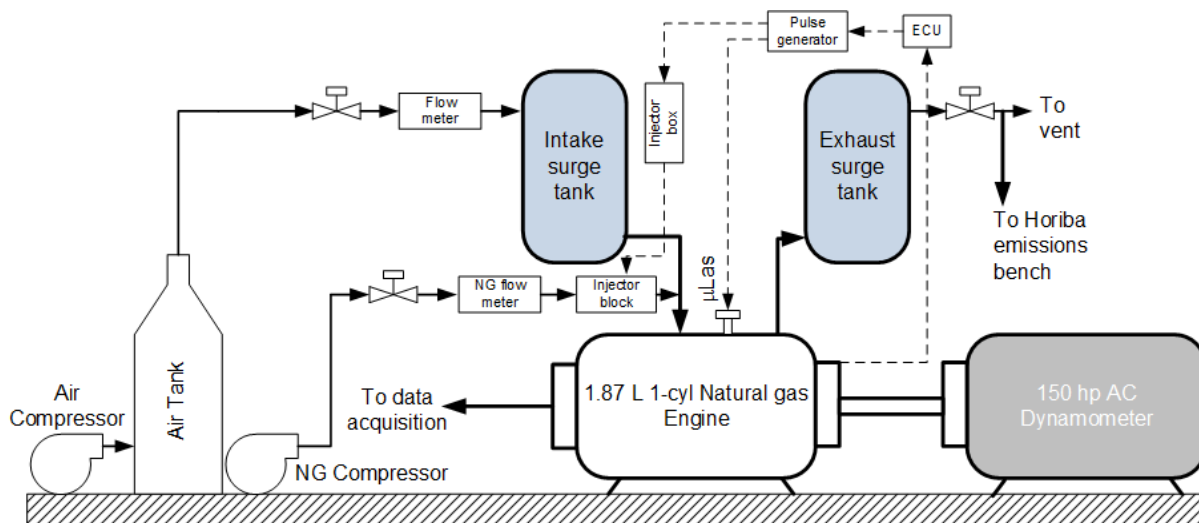 Pulse
generator
ECU
Flow
meter
Injector
box
Intake
surge
tank
Exhaust
surge
tank
To
vent
To Horiba
emissions
bench
NG flow
meter
Injector
block
µLas
Air Tank
Air
Compressor
NG Compressor
To data
acquisition
1.87 L 1-cyl Natural gas
Engine
150 hp AC
Dynamometer